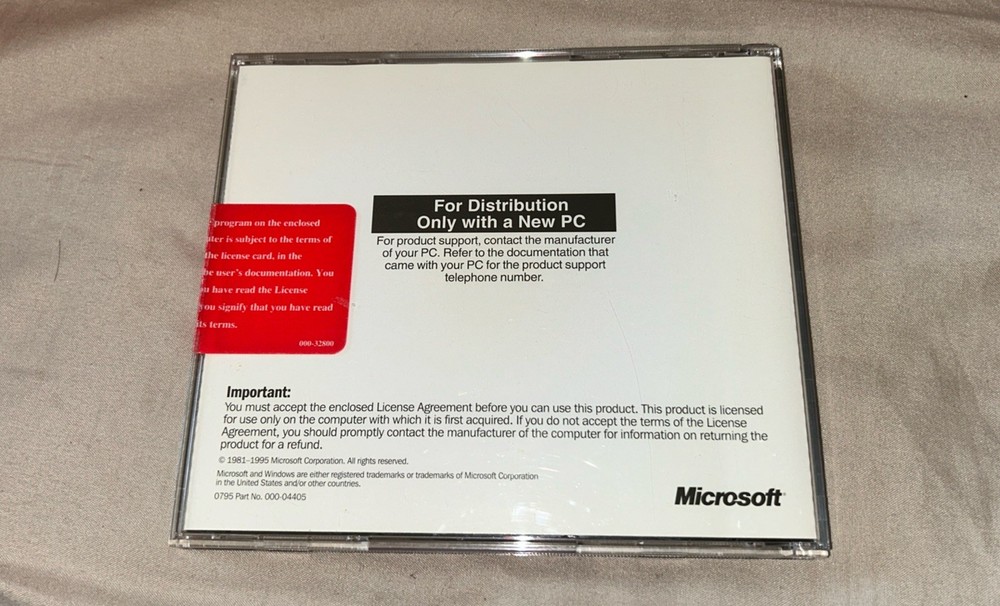 For Distribution
Only with a New PC
For product support, contact the manufacturer
of your PC. Refer to the documentation that
came with your PC for the product support
telephone number.
program on the enclosed
is subject to the terms of
the license card, in the
user's documentation. You
have read the License
you signify that you have read
its terms.
000-32800
Important:
You must accept the enclosed License Agreement before you can use this product. This product is licensed
for use only on the computer with which it is first acquired. If you do not accept the terms of the License
Agreement, you should promptly contact the manufacturer of the computer for information on returning the
product for a refund.
© 1981–1995 Microsoft Corporation. All rights reserved.
Microsoft and Windows are either registered trademarks or trademarks of Microsoft Corporation
in the United States and/or other countries.
0795 Part No. 000-04405
Microsoft